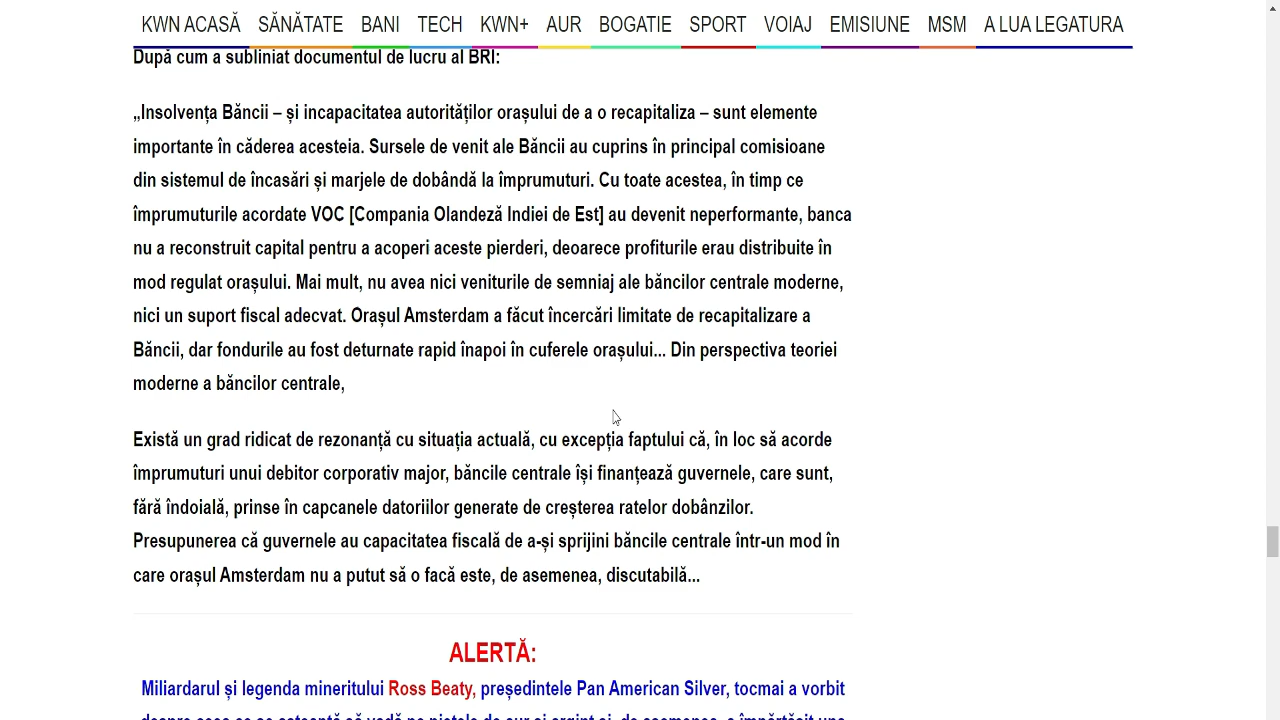 KWN ACASĂ SĂNĂTATE BANI TECH KWN+ AUR BOGATIE SPORT VOIAJ EMISIUNE MSM A LUA LEGATURA
După cum a subliniat documentul de lucru al BRI:
„Insolvența Băncii – și incapacitatea autorităților orașului de a o recapitaliza – sunt elemente
importante în căderea acesteia. Sursele de venit ale Băncii au cuprins în principal comisioane
din sistemul de încasări și marjele de dobândă la împrumuturi. Cu toate acestea, în timp ce
împrumuturile acordate VOC [Compania Olandeză Indiei de Est] au devenit neperformante, banca
nu a reconstruit capital pentru a acoperi aceste pierderi, deoarece profiturile erau distribuite în
mod regulat orașului. Mai mult, nu avea nici veniturile de semniaj ale băncilor centrale moderne,
nici un suport fiscal adecvat. Orașul Amsterdam a făcut încercări limitate de recapitalizare a
Băncii, dar fondurile au fost deturnate rapid înapoi în cuferele orașului... Din perspectiva teoriei
moderne a băncilor centrale,
Există un grad ridicat de rezonanță cu situația actuală, cu excepția faptului că, în loc să acorde
împrumuturi unui debitor corporativ major, băncile centrale își finanțează guvernele, care sunt,
fără îndoială, prinse în capcanele datoriilor generate de creșterea ratelor dobânzilor.
Presupunerea că guvernele au capacitatea fiscală de a-și sprijini băncile centrale într-un mod în
care orașul Amsterdam nu a putut să o facă este, de asemenea, discutabilă...
ALERTĂ:
Miliardarul și legenda mineritului Ross Beaty, președintele Pan American Silver, tocmai a vorbit